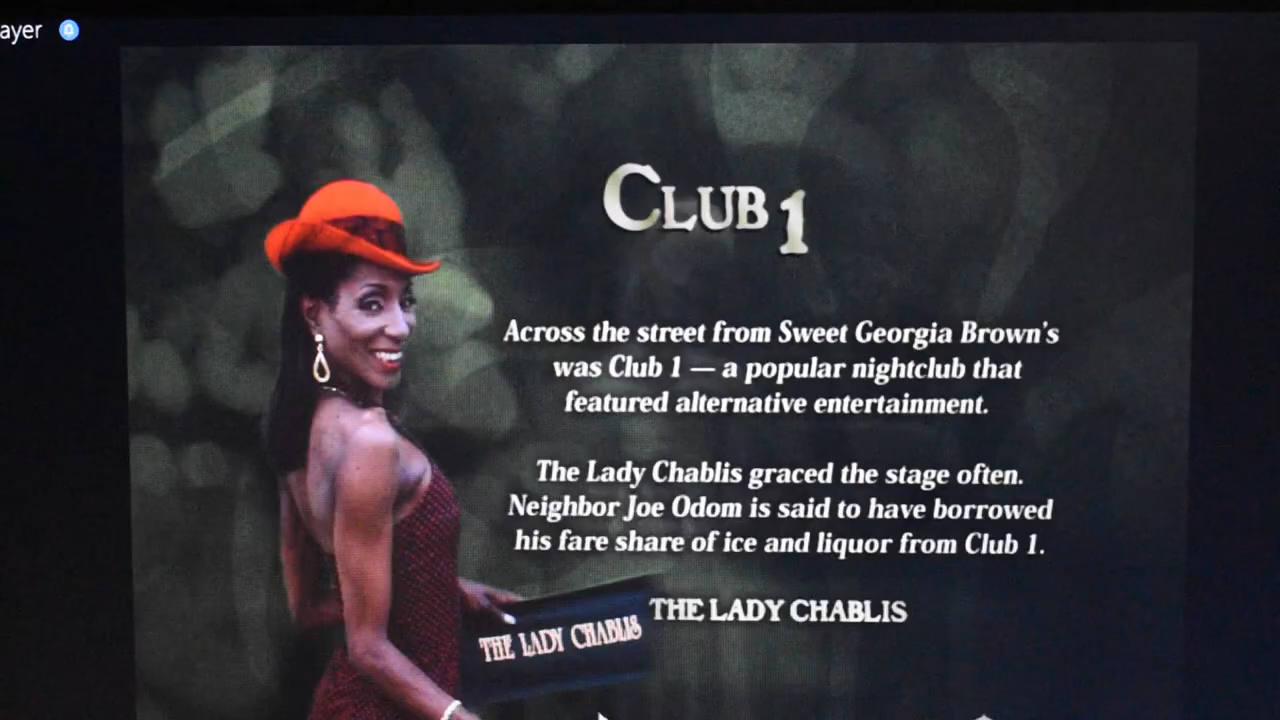 ayer
CLUB 1
Across the street from Sweet Georgia Brown's
was Club 1 — a popular nightclub that
featured alternative entertainment.
The Lady Chablis graced the stage often.
Neighbor Joe Odom is said to have borrowed
his fare share of ice and liquor from Club 1.
THE LADY CHABLIS
THE LADY CHABLIS